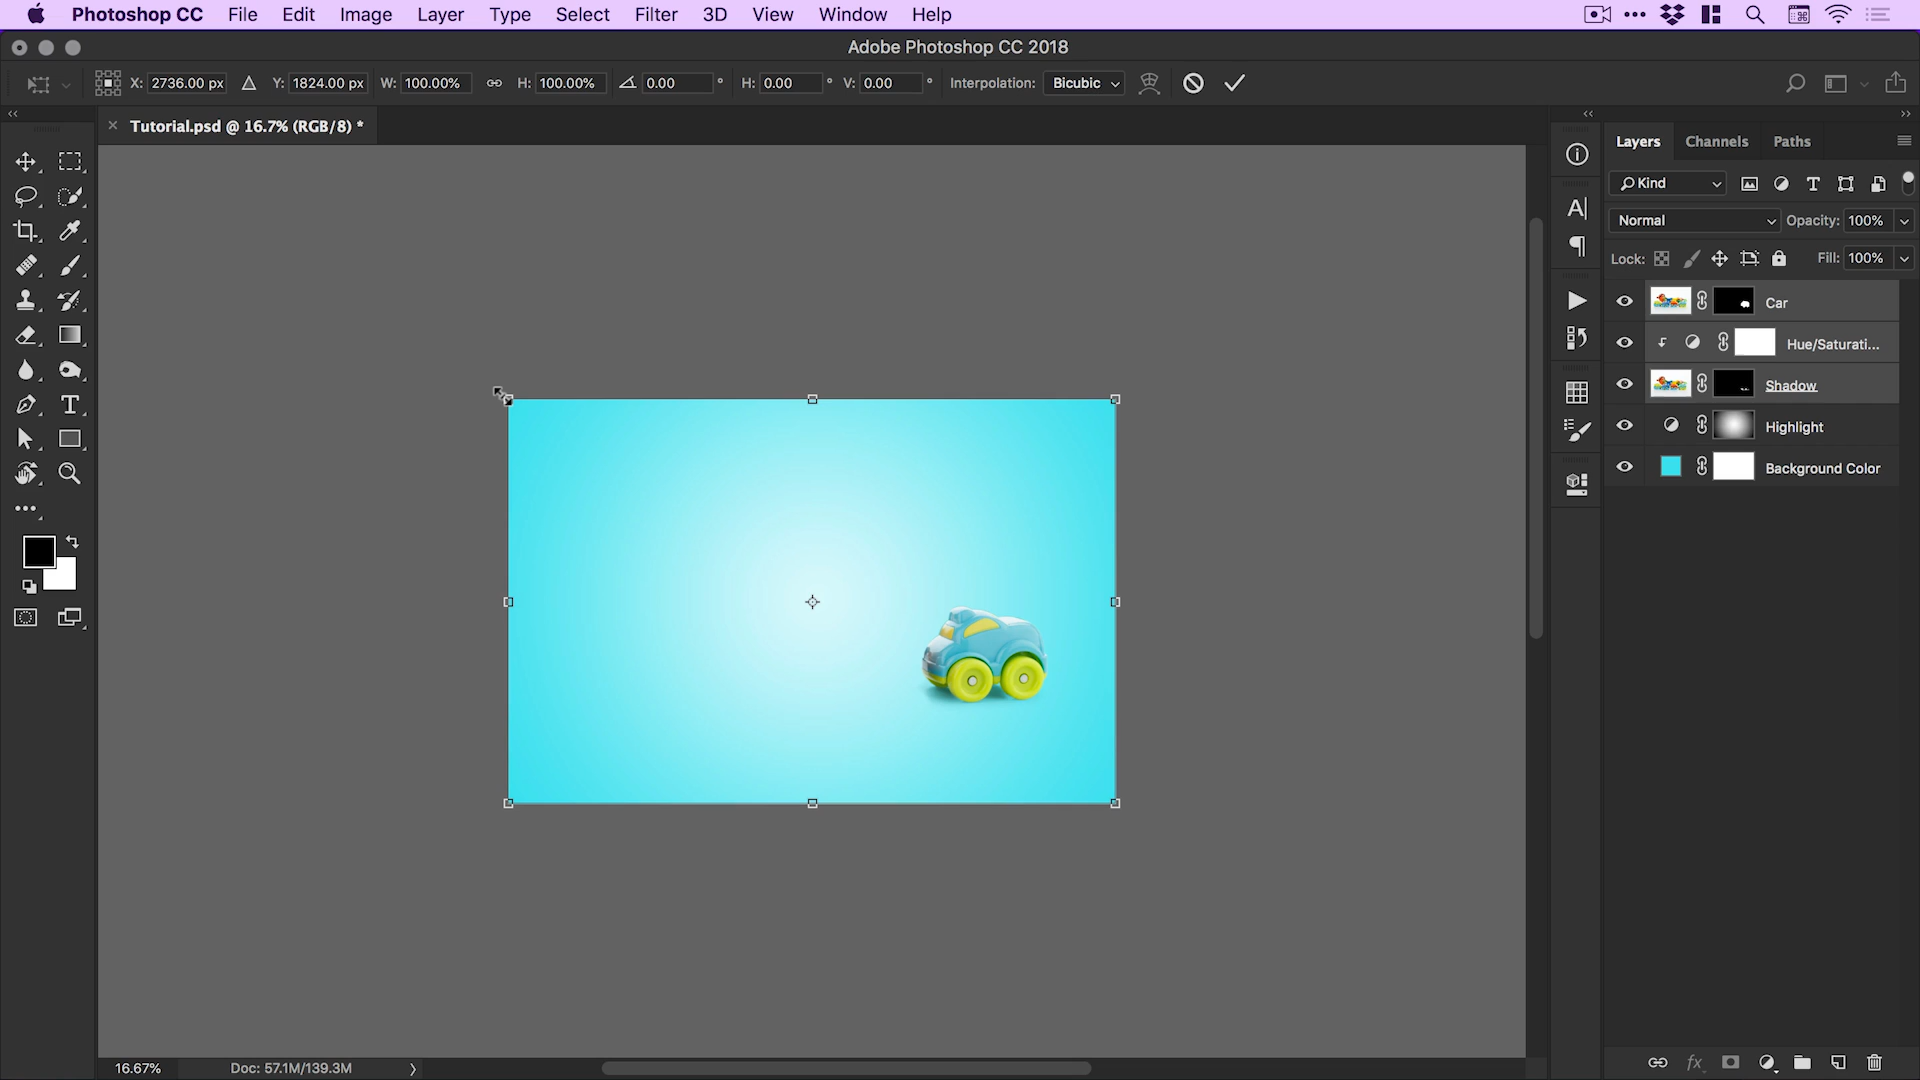 Photoshop CC File Edit Image Layer Type Select Filter 3D View Window Help
Adobe Photoshop CC 2018
X: 2736.00 px Y: 1824.00 px W: 100.00% H: 100.00% 0.00 ° H: 0.00 ° V: 0.00 ° Interpolation: Bicubic
Tutorial.psd @ 16.7% (RGB/8) *
Layers Channels Paths
Kind
Normal Opacity: 100%
Lock: Fill: 100%
Car
Hue/Saturati...
Shadow
Highlight
Background Color
16.67% Doc: 57.1M/139.3M